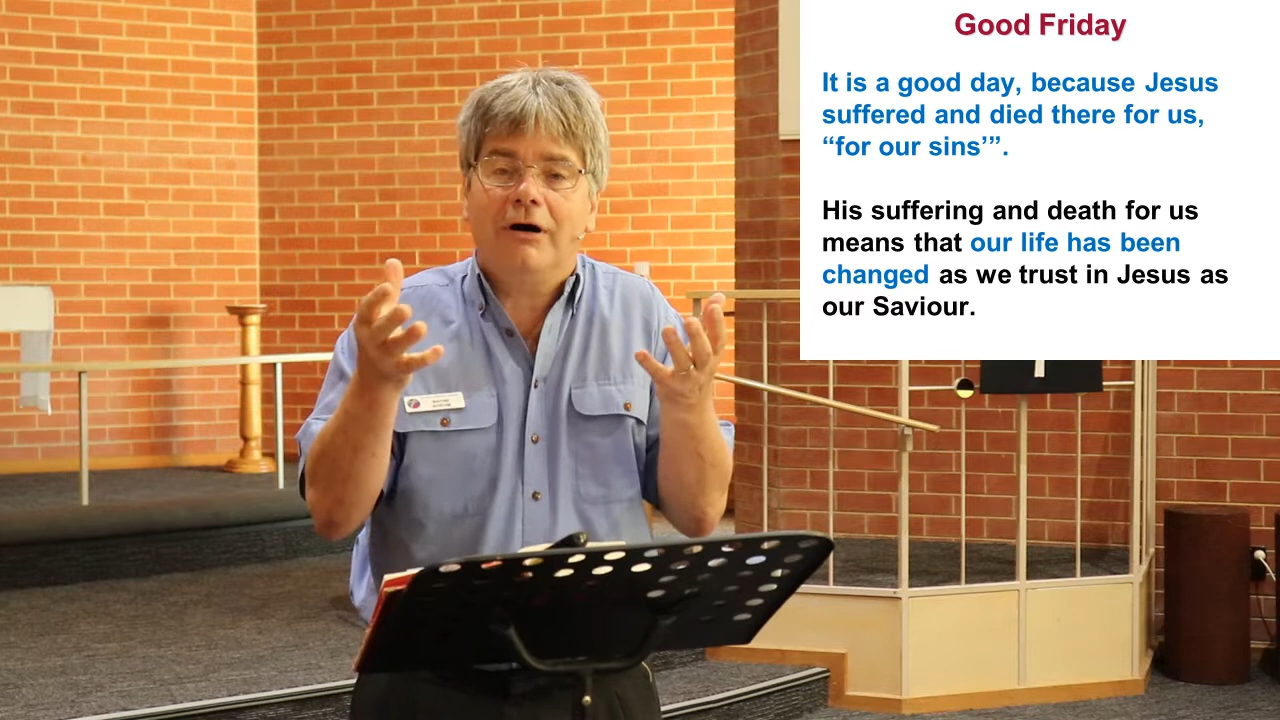 Good Friday
It is a good day, because Jesus
suffered and died there for us,
“for our sins’”.
His suffering and death for us
means that our life has been
changed as we trust in Jesus as
our Saviour.